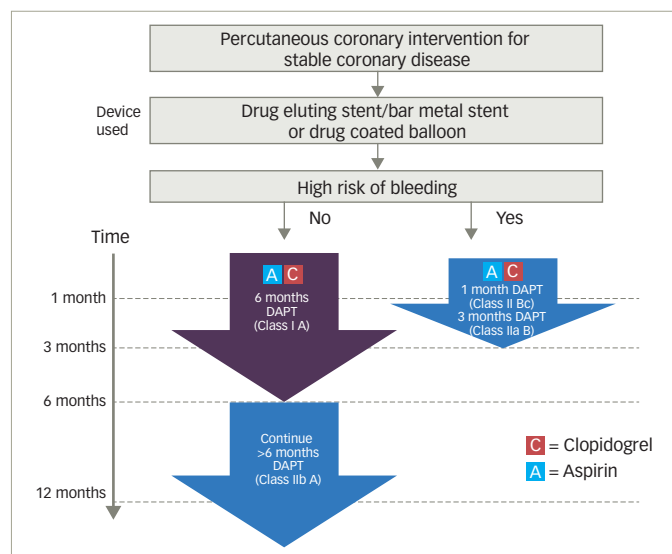 Percutaneous coronary intervention for
stable coronary disease
Device
used
Drug eluting stent/bar metal stent
or drug coated balloon
High risk of bleeding
No
Yes
Time
A C
6 months
DAPT
(Class I A)
A C
1 month DAPT
(Class II Bc)
3 months DAPT
(Class IIa B)
1 month
3 months
6 months
Continue
>6 months
DAPT
(Class IIb A)
C = Clopidogrel
A = Aspirin
12 months